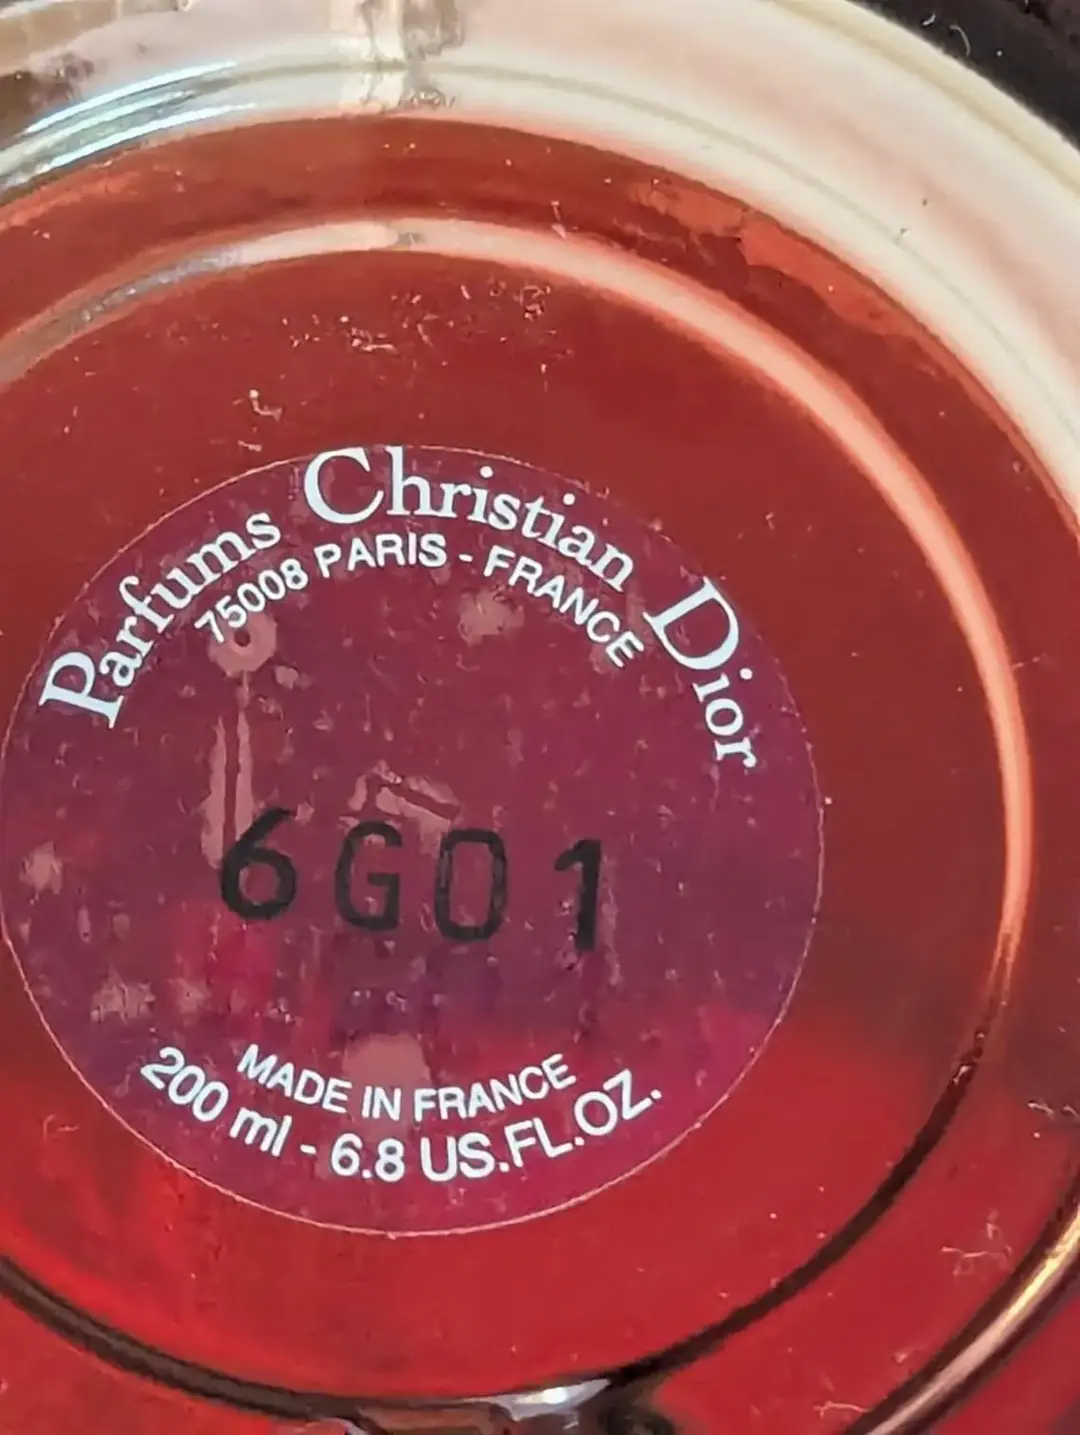 Parfums Christian Dior
75008 PARIS - FRANCE
6G01
MADE IN FRANCE
200 ml - 6.8 US.FL.OZ.